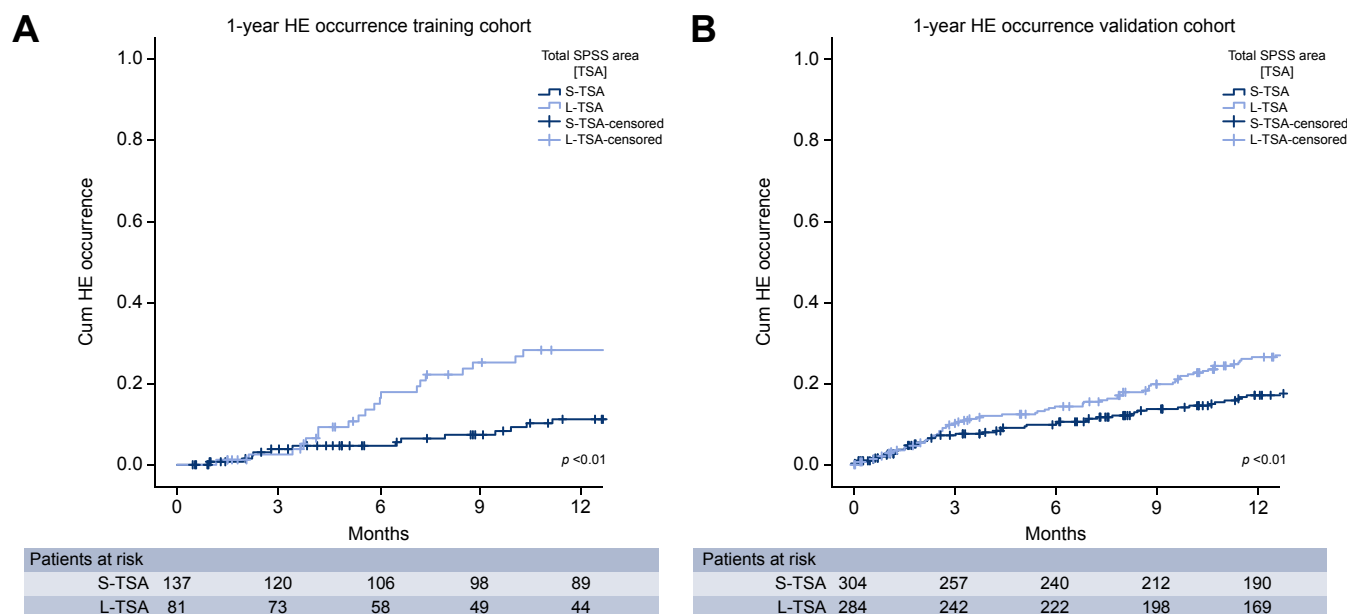 A
1-year HE occurrence training cohort
Total SPSS area
[TSA]
S-TSA
L-TSA
S-TSA-censored
L-TSA-censored
Cum HE occurrence
1.0
0.8
0.6
0.4
0.2
0.0
p <0.01
0 3 6 9 12
Months
Patients at risk
S-TSA 137 120 106 98 89
L-TSA 81 73 58 49 44
B
1-year HE occurrence validation cohort
Total SPSS area
[TSA]
S-TSA
L-TSA
S-TSA-censored
L-TSA-censored
Cum HE occurrence
1.0
0.8
0.6
0.4
0.2
0.0
p <0.01
0 3 6 9 12
Months
Patients at risk
S-TSA 304 257 240 212 190
L-TSA 284 242 222 198 169